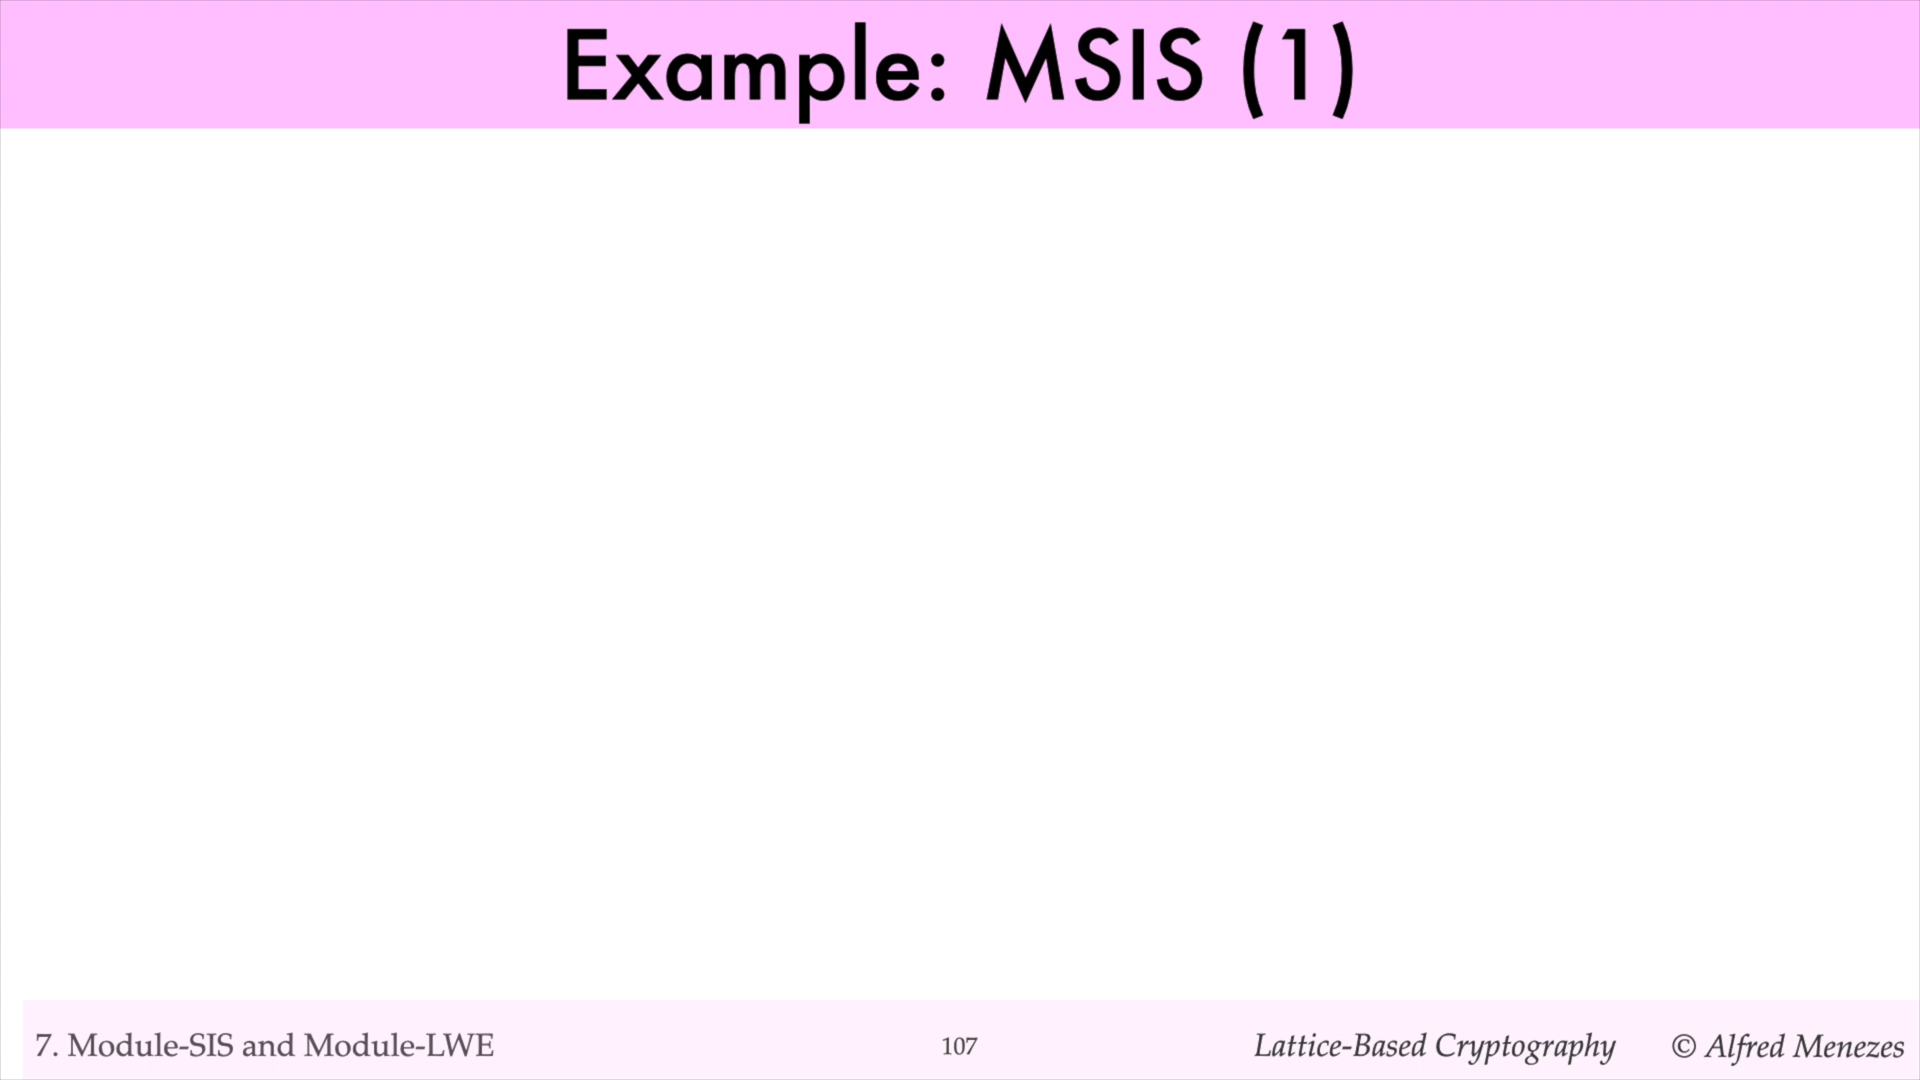 Example: MSIS (1)
7. Module-SIS and Module-LWE 107 Lattice-Based Cryptography © Alfred Menezes